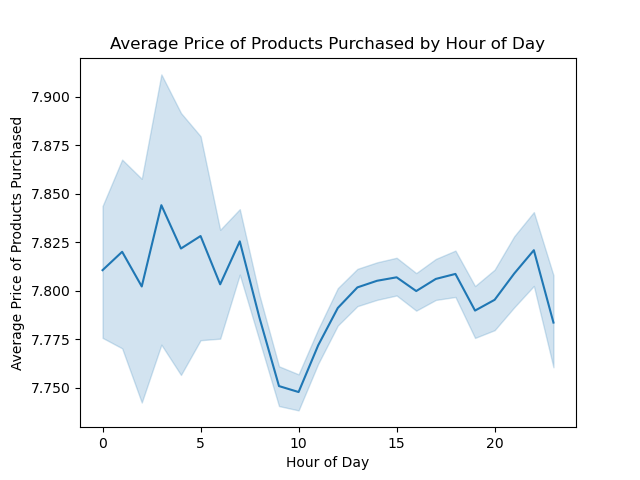 Average Price of Products Purchased by Hour of Day
7.900
7.875
7.850
7.825
7.800
7.775
7.750
Average Price of Products Purchased
0 5 10 15 20
Hour of Day